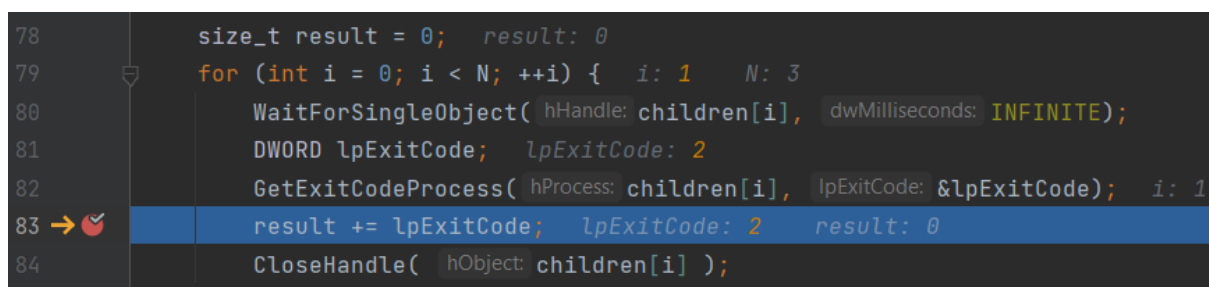 78 size_t result = 0; result: 0
79 for (int i = 0; i < N; ++i) { i: 1 N: 3
80 WaitForSingleObject( hHandle: children[i], dwMilliseconds: INFINITE);
81 DWORD lpExitCode; lpExitCode: 2
82 GetExitCodeProcess( hProcess: children[i], lpExitCode: &lpExitCode); i: 1
83 result += lpExitCode; lpExitCode: 2 result: 0
84 CloseHandle( hObject: children[i] );